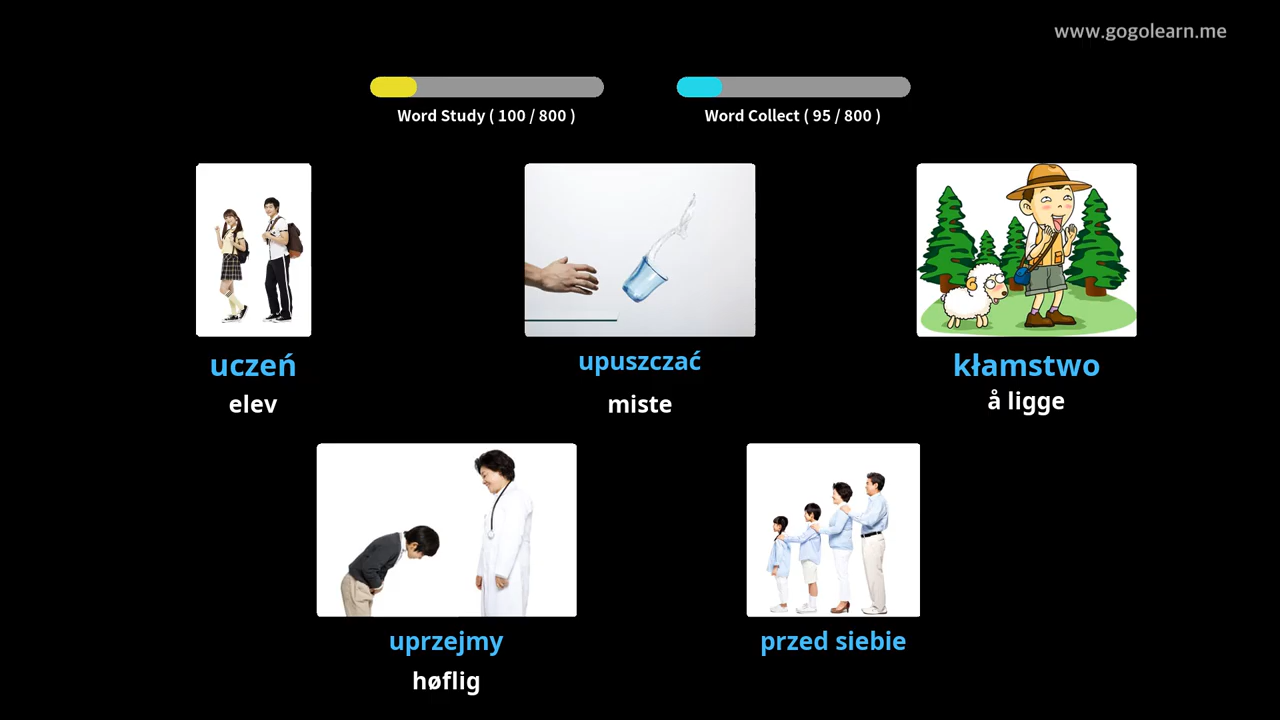 www.gogolearn.me
Word Study ( 100 / 800 )
Word Collect ( 95 / 800 )
uczeń
elev
upuszczać
miste
kłamstwo
å ligge
uprzejmy
høflig
przed siebie